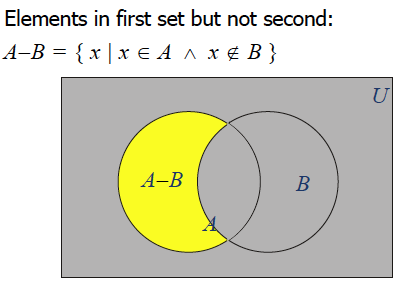 Elements in first set but not second:
A–B = { x | x ∈ A ∧ x ∉ B }
U
A–B
B
A